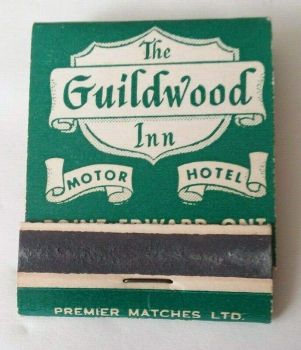 The
Guildwood
Inn
MOTOR HOTEL
POINT EDWARD ONT
PREMIER MATCHES LTD.